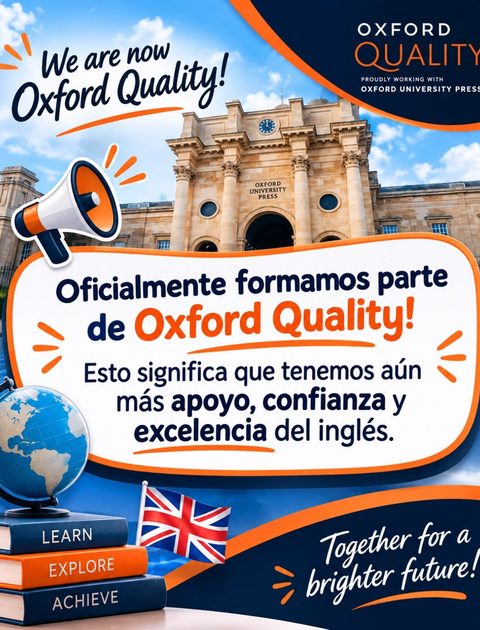 We are now
Oxford Quality!
OXFORD
QUALITY
PROUDLY WORKING WITH
OXFORD UNIVERSITY PRESS
OXFORD
UNIVERSITY
PRESS
Oficialmente formamos parte
de Oxford Quality!
Esto significa que tenemos aún
más apoyo, confianza y
excelencia del inglés.
LEARN
EXPLORE
ACHIEVE
Together for a
brighter future!